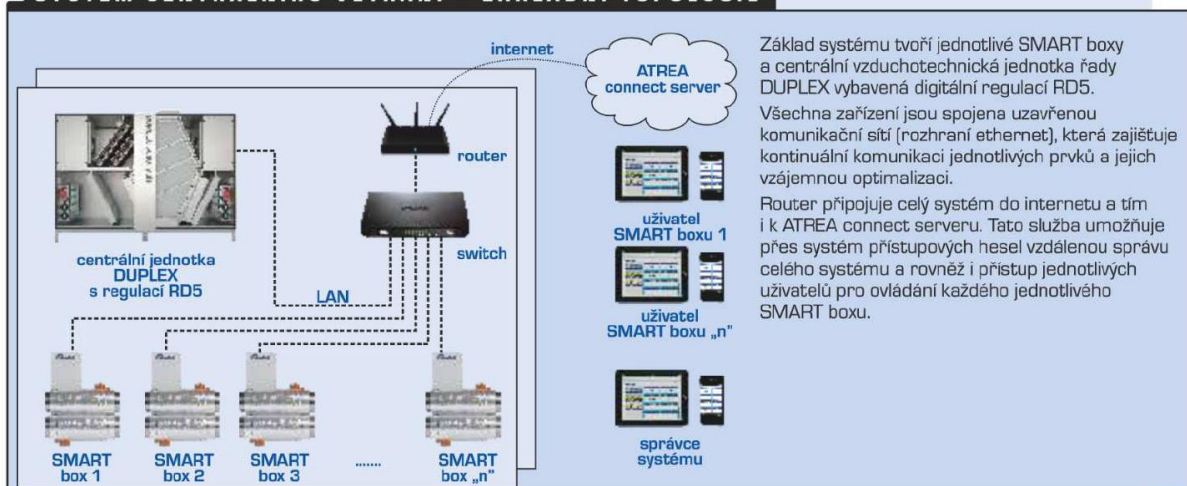 internet
ATREA
connect server
router
switch
centrální jednotka
DUPLEX
s regulací RD5
LAN
SMART
box 1
SMART
box 2
SMART
box 3
.......
SMART
box „n"
uživatel
SMART boxu 1
uživatel
SMART boxu „n"
správce
systému
Základ systému tvoří jednotlivé SMART boxy
a centrální vzduchotechnická jednotka řady
DUPLEX vybavená digitální regulací RD5.
Všechna zařízení jsou spojena uzavřenou
komunikační sítí (rozhraní ethernet), která zajišťuje
kontinuální komunikaci jednotlivých prvků a jejich
vzájemnou optimalizaci.
Router připojuje celý systém do internetu a tím
i k ATREA connect serveru. Tato služba umožňuje
přes systém přístupových hesel vzdálenou správu
celého systému a rovněž i přístup jednotlivých
uživatelů pro ovládání každého jednotlivého
SMART boxu.